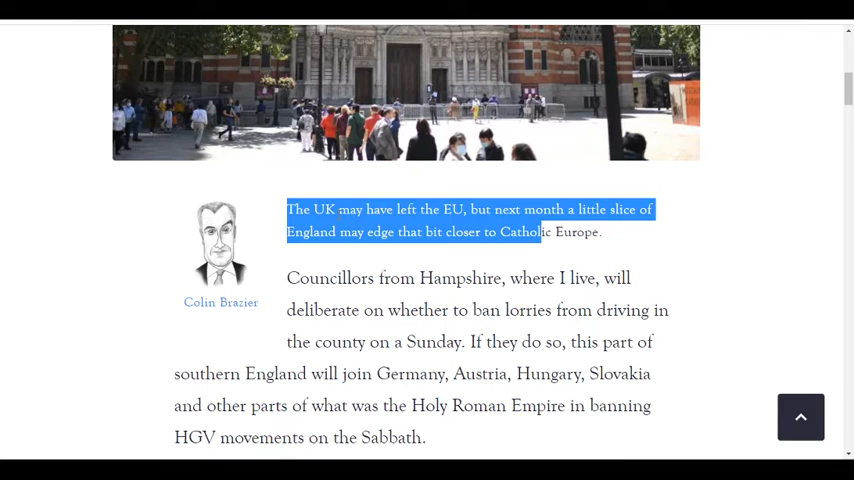 The UK may have left the EU, but next month a little slice of
England may edge that bit closer to Catholic Europe.
Colin Brazier
Councillors from Hampshire, where I live, will
deliberate on whether to ban lorries from driving in
the county on a Sunday. If they do so, this part of
southern England will join Germany, Austria, Hungary, Slovakia
and other parts of what was the Holy Roman Empire in banning
HGV movements on the Sabbath.